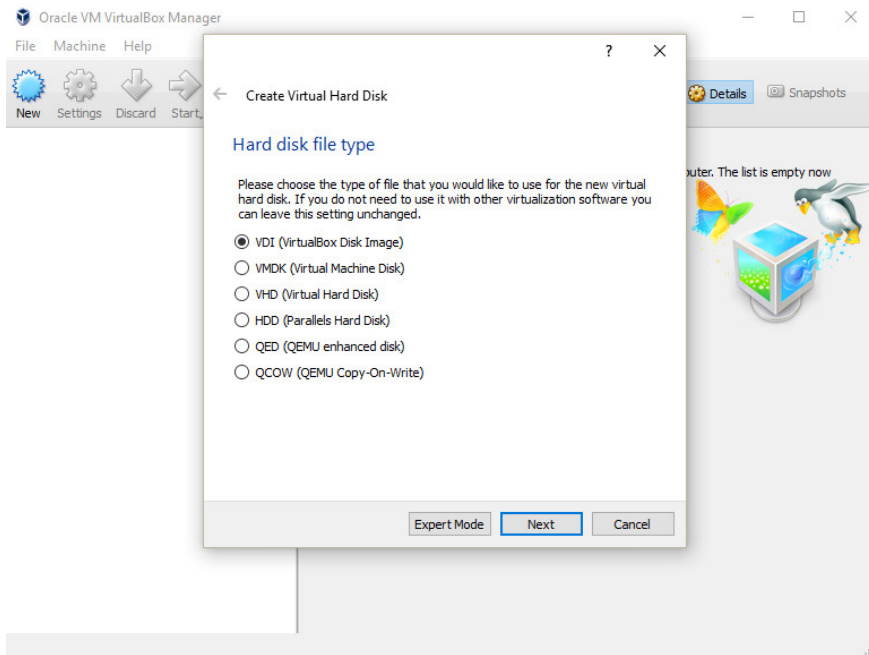 Oracle VM VirtualBox Manager
File Machine Help
? ×
Create Virtual Hard Disk
New Settings Discard Start
Details Snapshots
Hard disk file type
The list is empty now
Please choose the type of file that you would like to use for the new virtual
hard disk. If you do not need to use it with other virtualization software you
can leave this setting unchanged.
VDI (VirtualBox Disk Image)
VMDK (Virtual Machine Disk)
VHD (Virtual Hard Disk)
HDD (Parallels Hard Disk)
QED (QEMU enhanced disk)
QCOW (QEMU Copy-On-Write)
Expert Mode Next Cancel